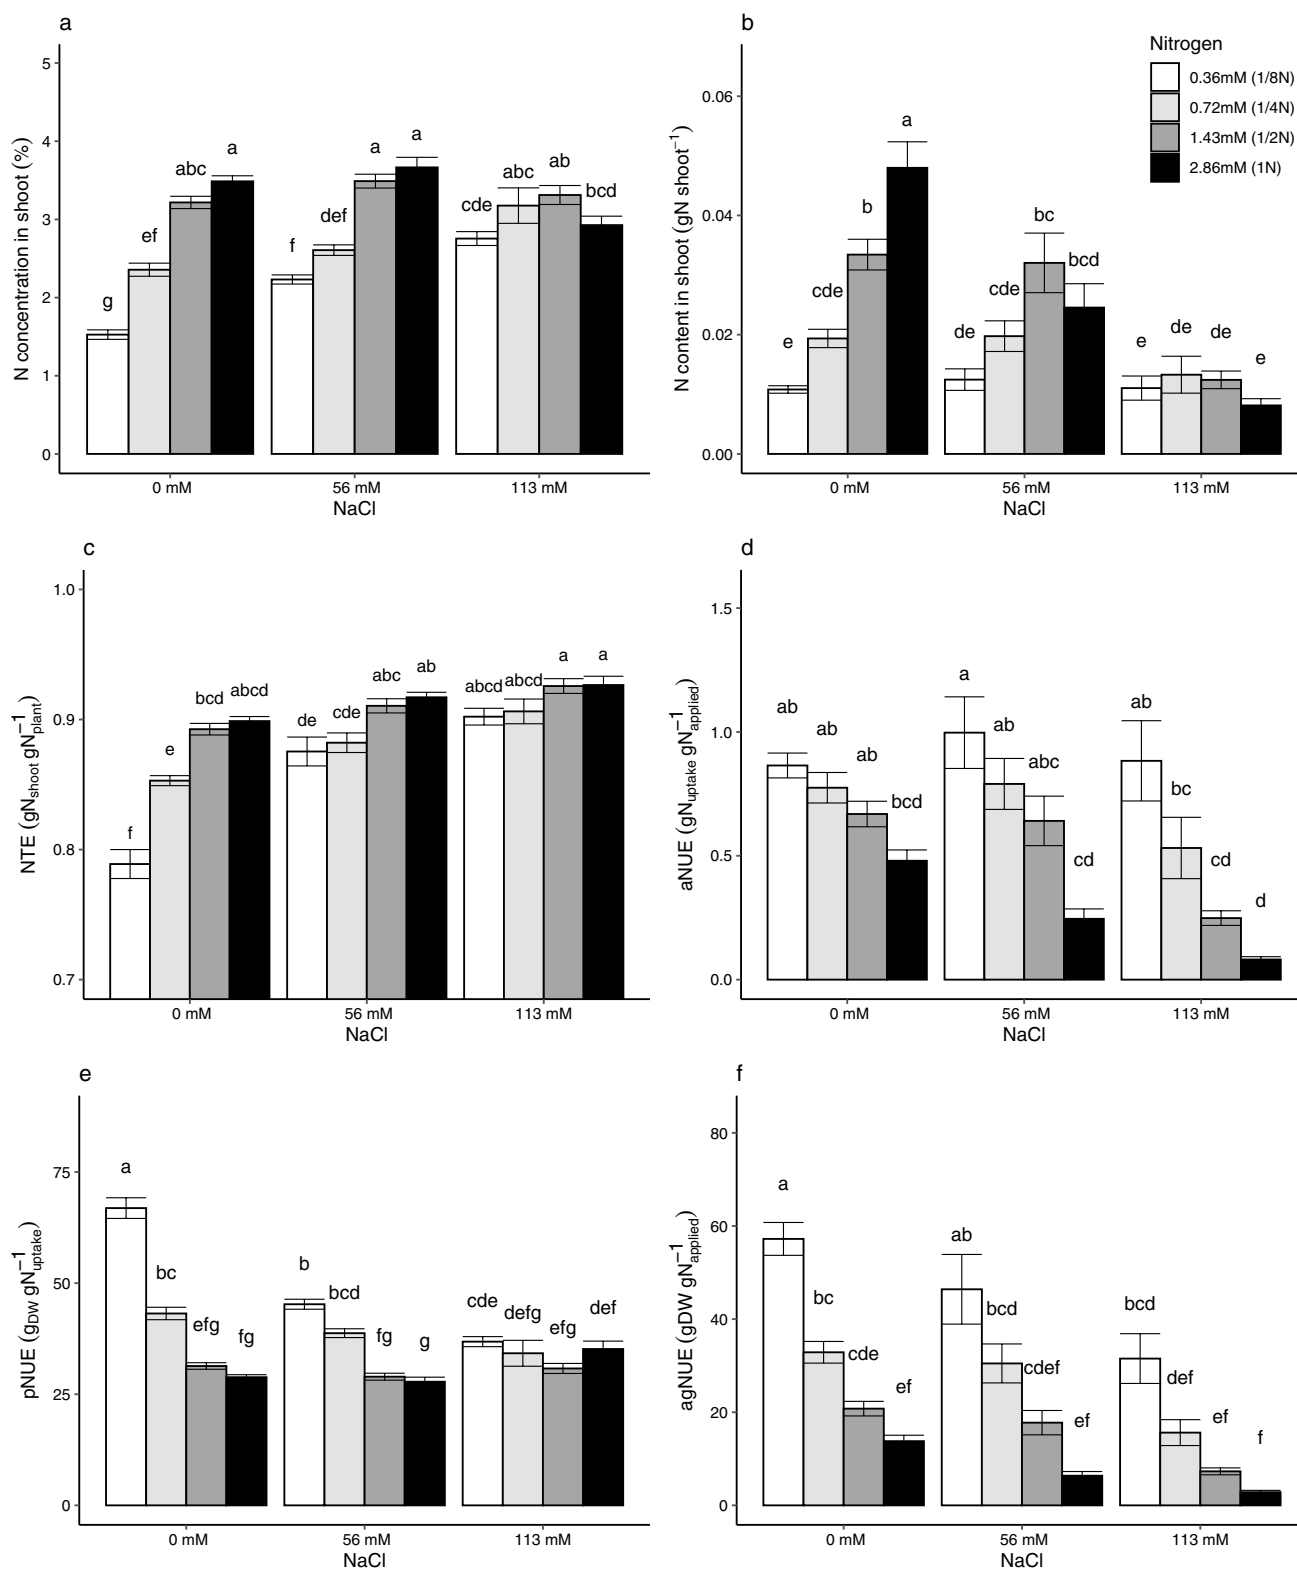 a
N concentration in shoot (%)
5
4
3
2
1
0
g
ef
abc
a
f
def
a
a
cde
abc
ab
bcd
0 mM
56 mM
113 mM
NaCl
b
N content in shoot (gN shoot⁻¹)
0.06
0.04
0.02
0.00
e
cde
b
a
de
cde
bc
bcd
e
de
de
e
0 mM
56 mM
113 mM
NaCl
Nitrogen
0.36mM (1/8N)
0.72mM (1/4N)
1.43mM (1/2N)
2.86mM (1N)
c
NTE (gNshoot gN⁻¹plant)
1.0
0.9
0.8
0.7
f
e
bcd
abcd
de
cde
abc
ab
abcd
abcd
a
a
0 mM
56 mM
113 mM
NaCl
d
aNUE (gNuptake gN⁻¹applied)
1.5
1.0
0.5
0.0
ab
ab
ab
bcd
a
ab
abc
cd
ab
bc
cd
d
0 mM
56 mM
113 mM
NaCl
e
pNUE (gDW gN⁻¹uptake)
75
50
25
0
a
bc
efg
fg
b
bcd
fg
g
cde
defg
efg
def
0 mM
56 mM
113 mM
NaCl
f
agNUE (gDW gN⁻¹applied)
80
60
40
20
0
a
bc
cde
ef
ab
bcd
cdef
ef
bcd
def
ef
f
0 mM
56 mM
113 mM
NaCl